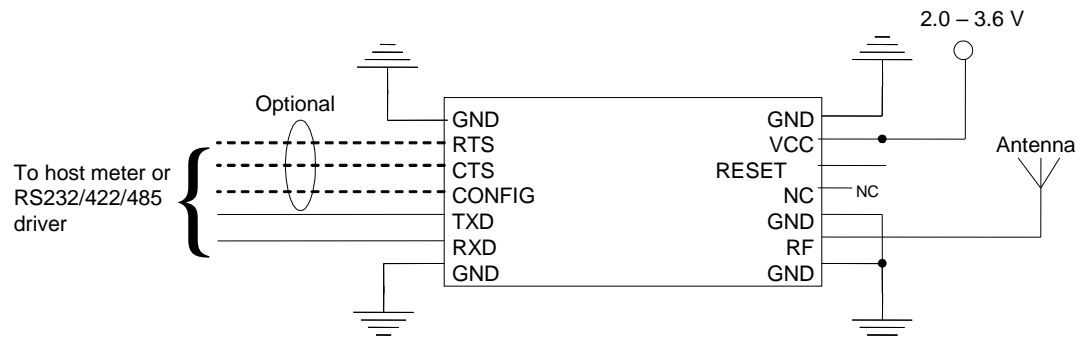 2.0 – 3.6 V
Optional
GND
RTS
CTS
CONFIG
TXD
RXD
GND
To host meter or
RS232/422/485
driver
GND
VCC
RESET
NC
NC
GND
RF
GND
Antenna